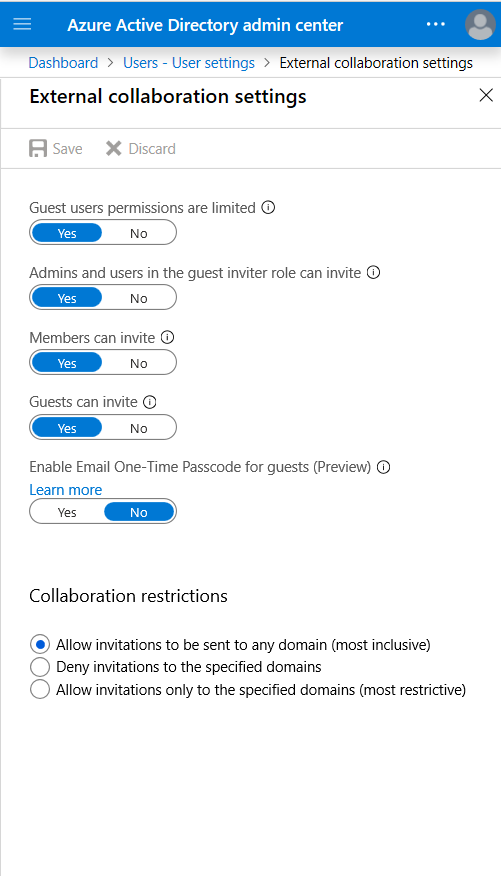 Azure Active Directory admin center
Dashboard > Users - User settings > External collaboration settings
External collaboration settings
Save Discard
Guest users permissions are limited
Yes No
Admins and users in the guest inviter role can invite
Yes No
Members can invite
Yes No
Guests can invite
Yes No
Enable Email One-Time Passcode for guests (Preview)
Learn more
Yes No
Collaboration restrictions
Allow invitations to be sent to any domain (most inclusive)
Deny invitations to the specified domains
Allow invitations only to the specified domains (most restrictive)